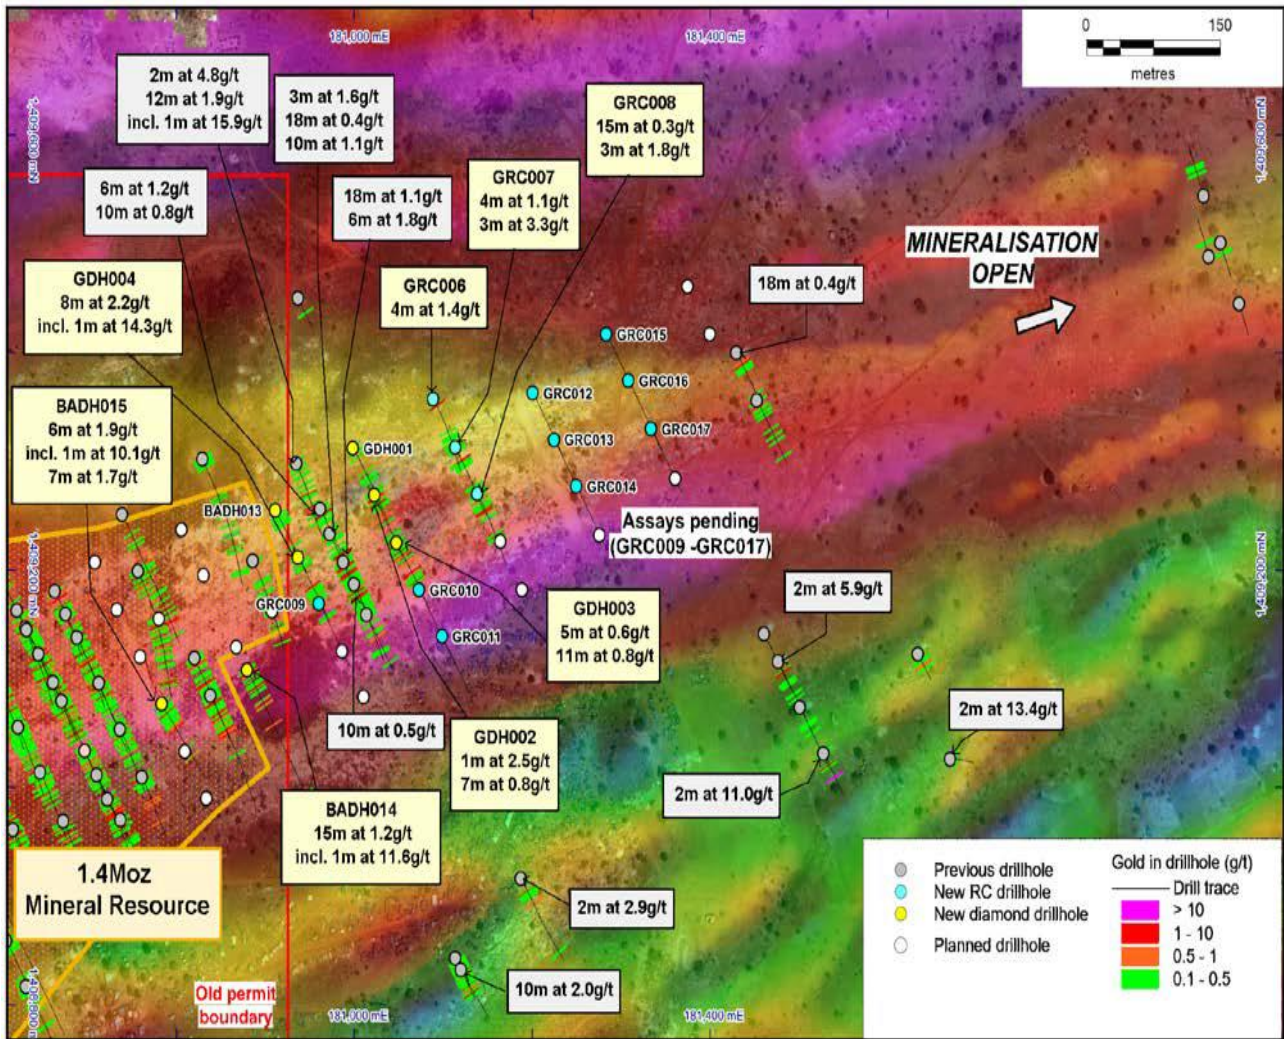 0 150
metres
181,000 mE
181,400 mE
2m at 4.8g/t
12m at 1.9g/t
incl. 1m at 15.9g/t
3m at 1.6g/t
18m at 0.4g/t
10m at 1.1g/t
GRC008
15m at 0.3g/t
3m at 1.8g/t
6m at 1.2g/t
10m at 0.8g/t
18m at 1.1g/t
6m at 1.8g/t
GRC007
4m at 1.1g/t
3m at 3.3g/t
MINERALISATION
OPEN
GDH004
8m at 2.2g/t
incl. 1m at 14.3g/t
GRC006
4m at 1.4g/t
18m at 0.4g/t
GRC015
GRC016
GRC012
GRC017
GRC013
GRC014
BADH015
6m at 1.9g/t
incl. 1m at 10.1g/t
7m at 1.7g/t
GDH001
BADH013
Assays pending
(GRC009 -GRC017)
1,409,200 mN
1,409,200 mN
GRC009
GRC010
GRC011
GDH003
5m at 0.6g/t
11m at 0.8g/t
2m at 5.9g/t
2m at 13.4g/t
10m at 0.5g/t
GDH002
1m at 2.5g/t
7m at 0.8g/t
2m at 11.0g/t
BADH014
15m at 1.2g/t
incl. 1m at 11.6g/t
1.4Moz
Mineral Resource
2m at 2.9g/t
10m at 2.0g/t
Old permit
boundary
181,000 mE
181,400 mE
Previous drillhole
New RC drillhole
New diamond drillhole
Planned drillhole
Gold in drillhole (g/t)
Drill trace
> 10
1 - 10
0.5 - 1
0.1 - 0.5